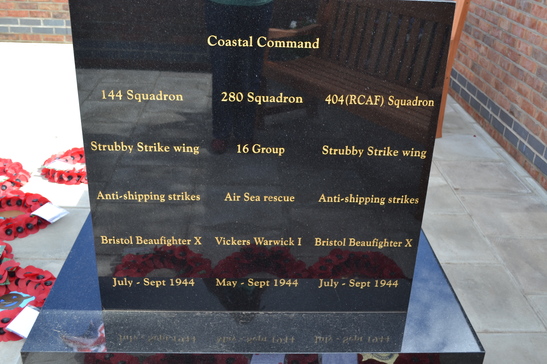 Coastal Command
144 Squadron 280 Squadron 404(RCAF) Squadron
Strubby Strike wing 16 Group Strubby Strike wing
Anti-shipping strikes Air Sea rescue Anti-shipping strikes
Bristol Beaufighter X Vickers Warwick I Bristol Beaufighter X
July - Sept 1944 May - Sept 1944 July - Sept 1944